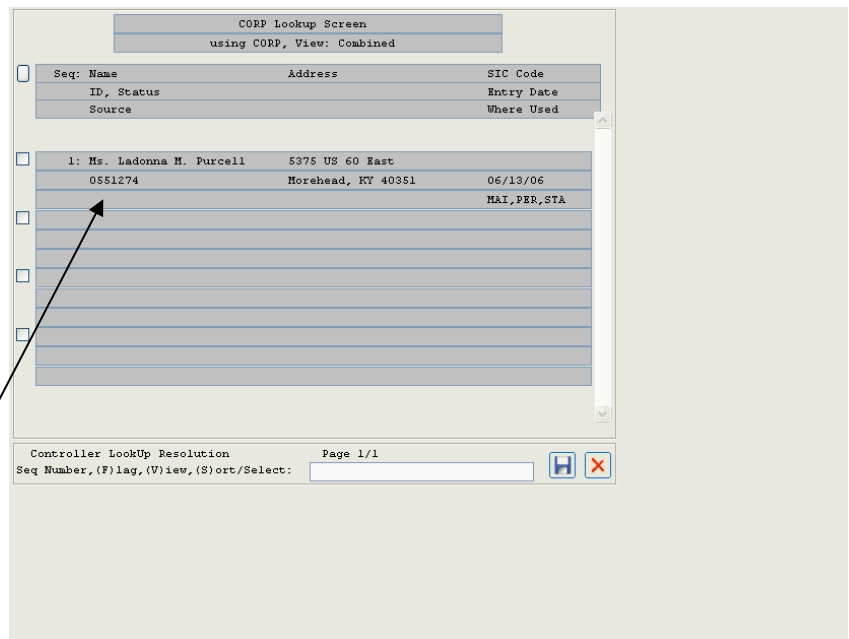 CORP Lookup Screen
using CORP, View: Combined
Seq: Name Address SIC Code
ID, Status Entry Date
Source Where Used
1: Ms. Ladonna M. Purcell 5375 US 60 East
0551274 Morehead, KY 40351 06/13/06
MAI,PER,STA
Controller LookUp Resolution Page 1/1
Seq Number,(F)lag,(V)iew,(S)ort/Select: